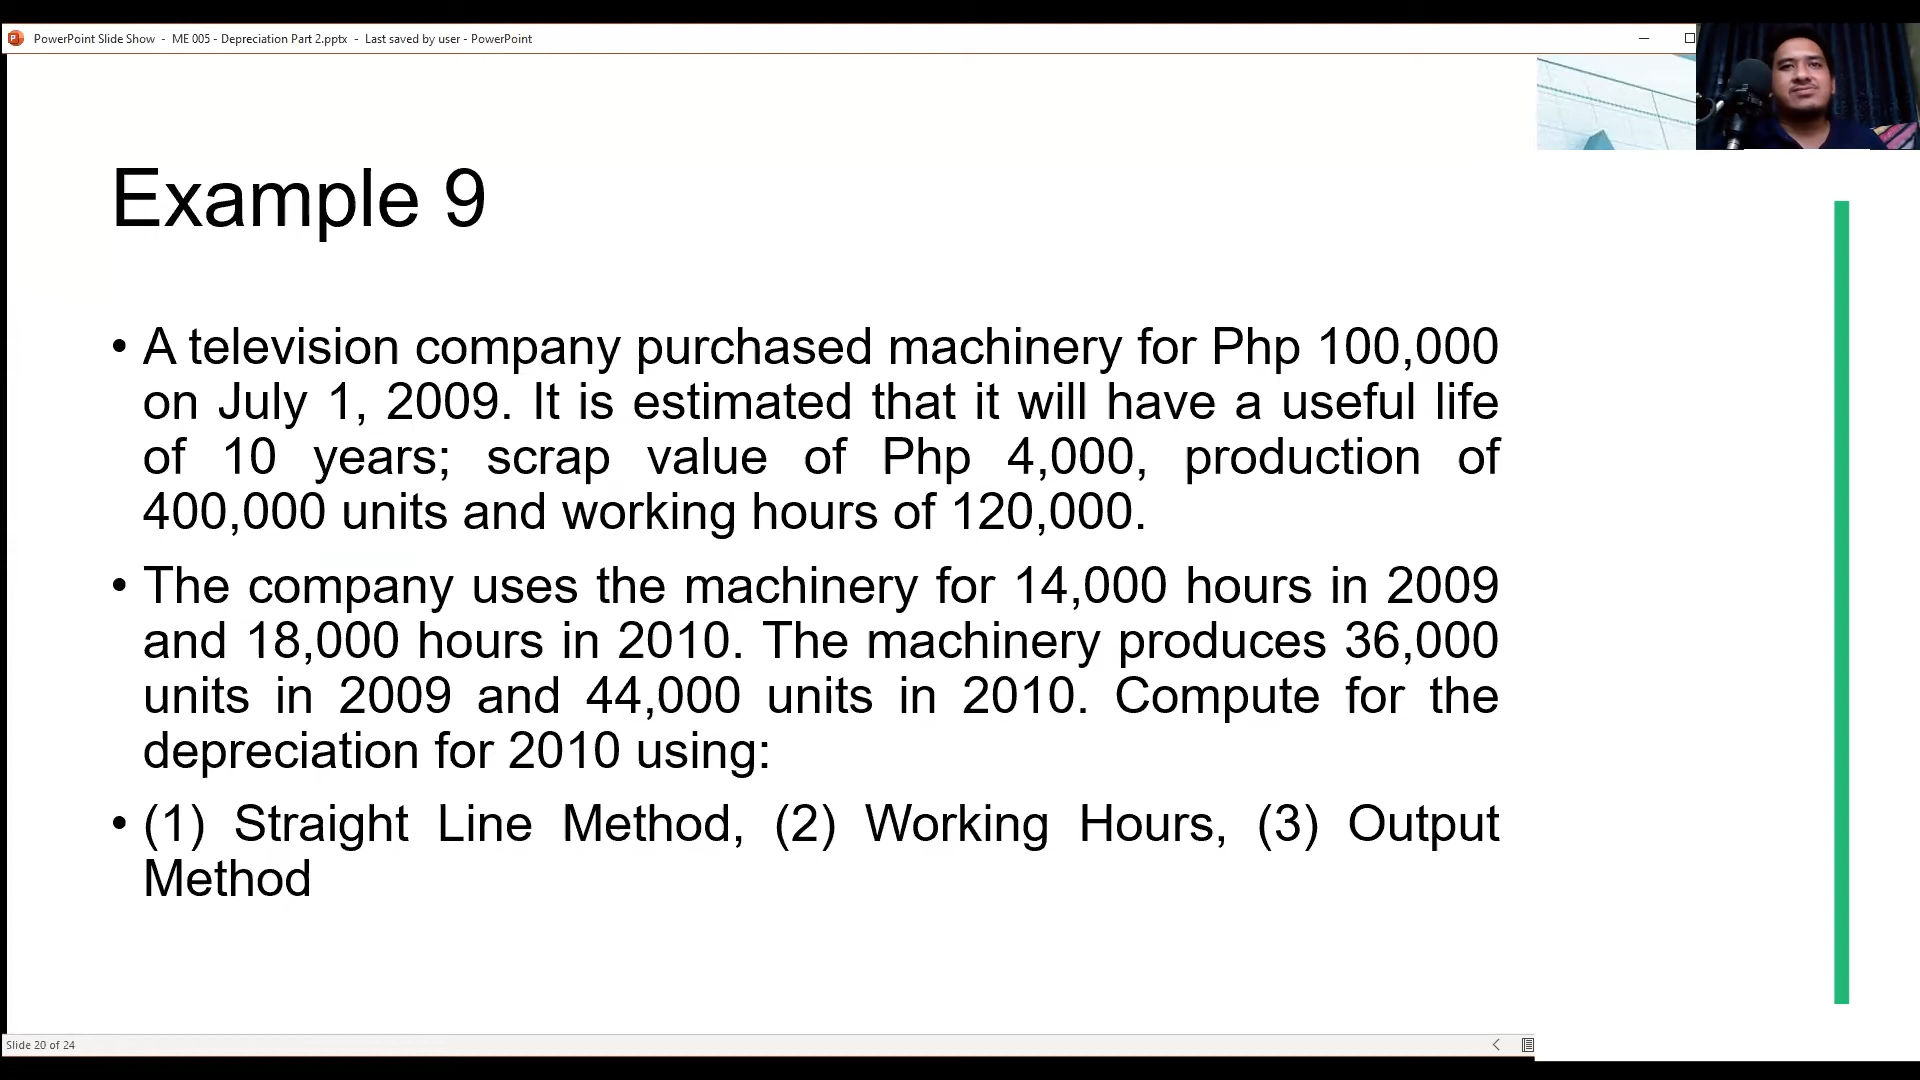 PowerPoint Slide Show - ME 005 - Depreciation Part 2.pptx - Last saved by user - PowerPoint
Example 9
• A television company purchased machinery for Php 100,000
on July 1, 2009. It is estimated that it will have a useful life
of 10 years; scrap value of Php 4,000, production of
400,000 units and working hours of 120,000.
• The company uses the machinery for 14,000 hours in 2009
and 18,000 hours in 2010. The machinery produces 36,000
units in 2009 and 44,000 units in 2010. Compute for the
depreciation for 2010 using:
• (1) Straight Line Method, (2) Working Hours, (3) Output
Method
Slide 20 of 24